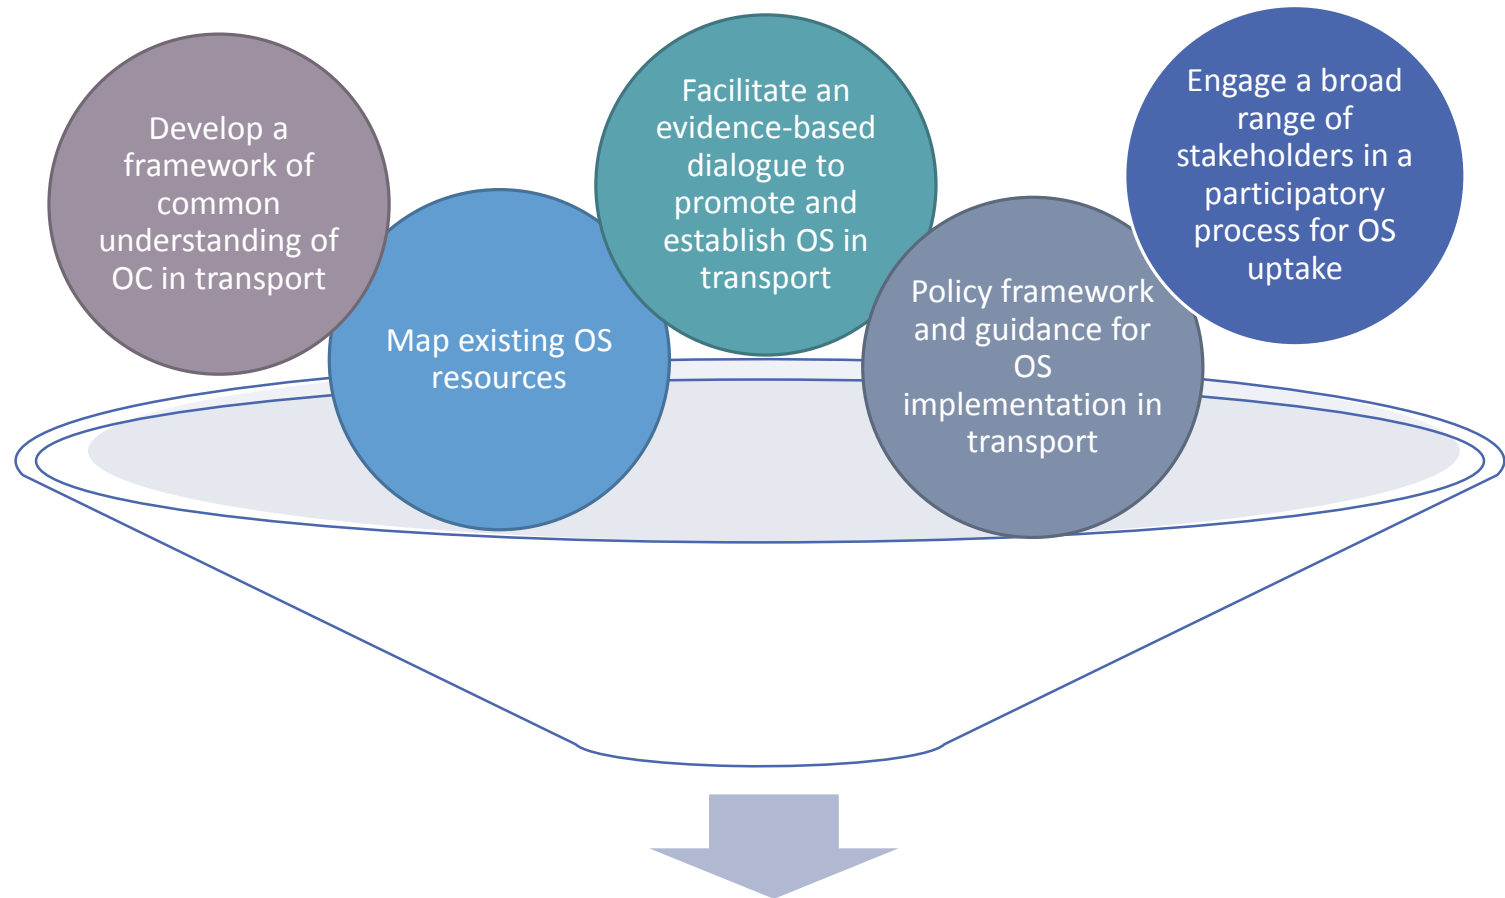 Develop a
framework of
common
understanding of
OC in transport
Map existing OS
resources
Facilitate an
evidence-based
dialogue to
promote and
establish OS in
transport
Policy framework
and guidance for
OS
implementation in
transport
Engage a broad
range of
stakeholders in a
participatory
process for OS
uptake